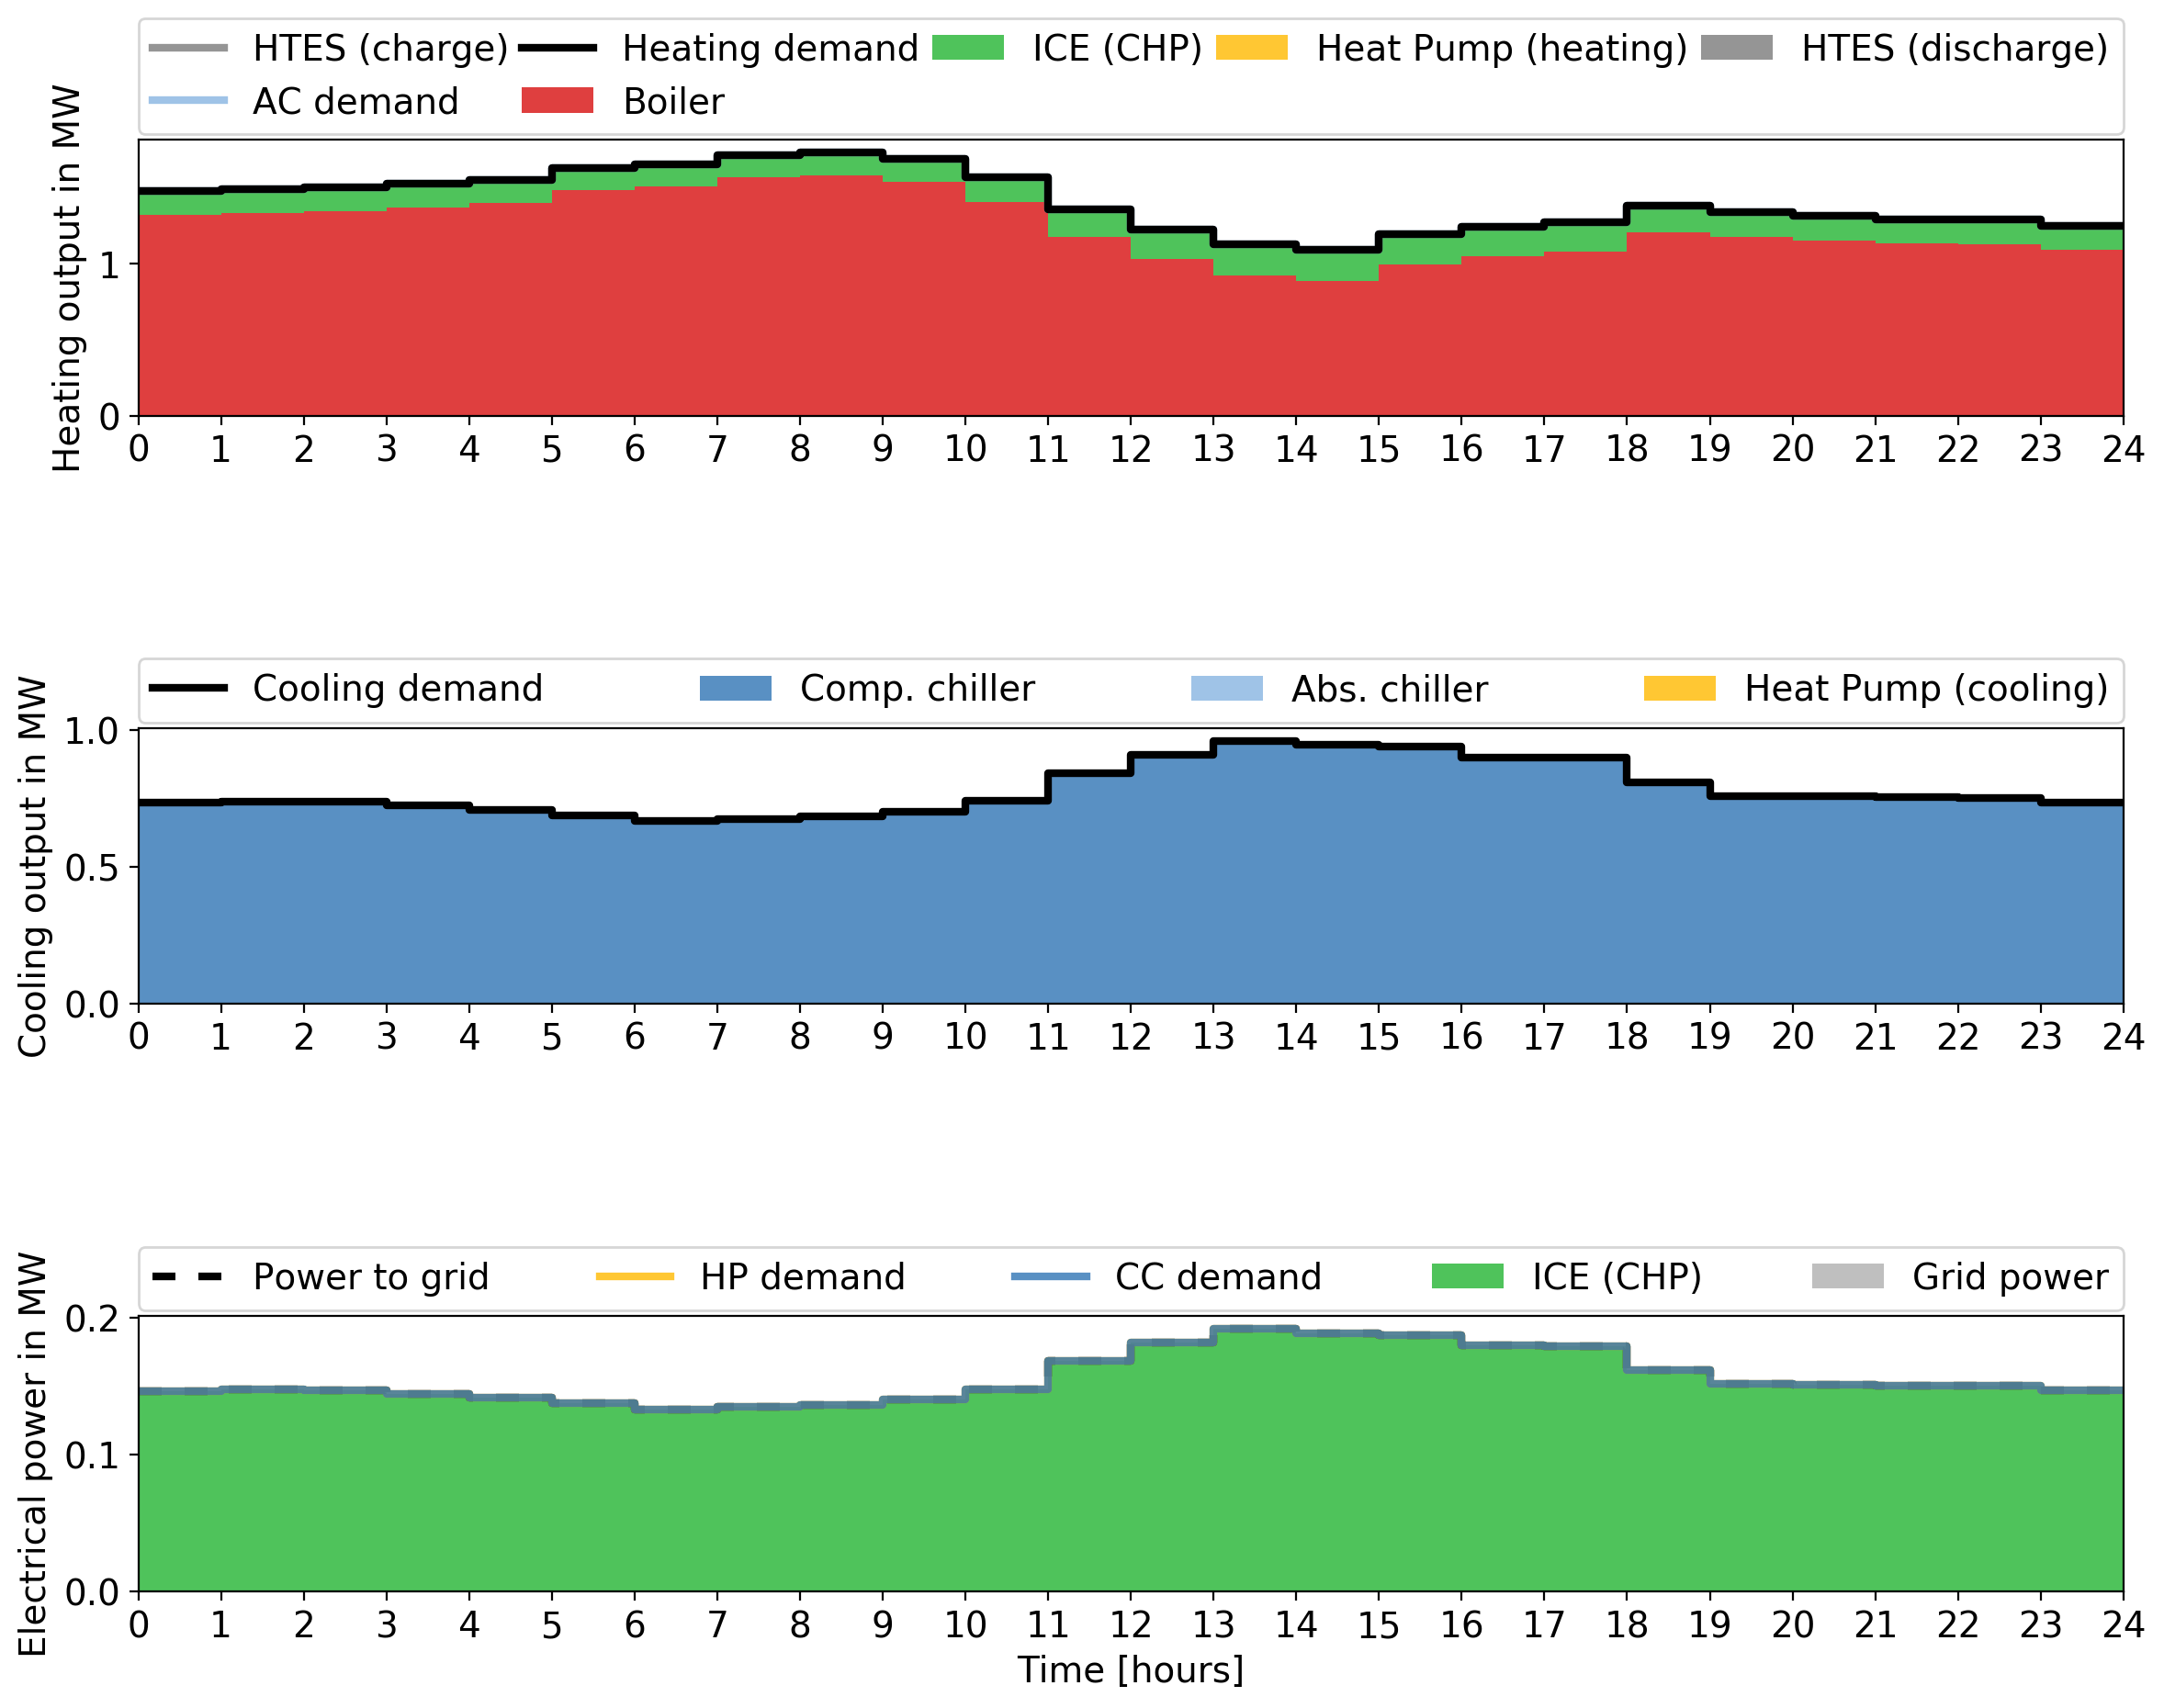 HTES (charge) Heating demand ICE (CHP) Heat Pump (heating) HTES (discharge)
AC demand Boiler
Heating output in MW
1
0
0 1 2 3 4 5 6 7 8 9 10 11 12 13 14 15 16 17 18 19 20 21 22 23 24
Cooling demand Comp. chiller Abs. chiller Heat Pump (cooling)
Cooling output in MW
1.0
0.5
0.0
0 1 2 3 4 5 6 7 8 9 10 11 12 13 14 15 16 17 18 19 20 21 22 23 24
Power to grid HP demand CC demand ICE (CHP) Grid power
Electrical power in MW
0.2
0.1
0.0
0 1 2 3 4 5 6 7 8 9 10 11 12 13 14 15 16 17 18 19 20 21 22 23 24
Time [hours]